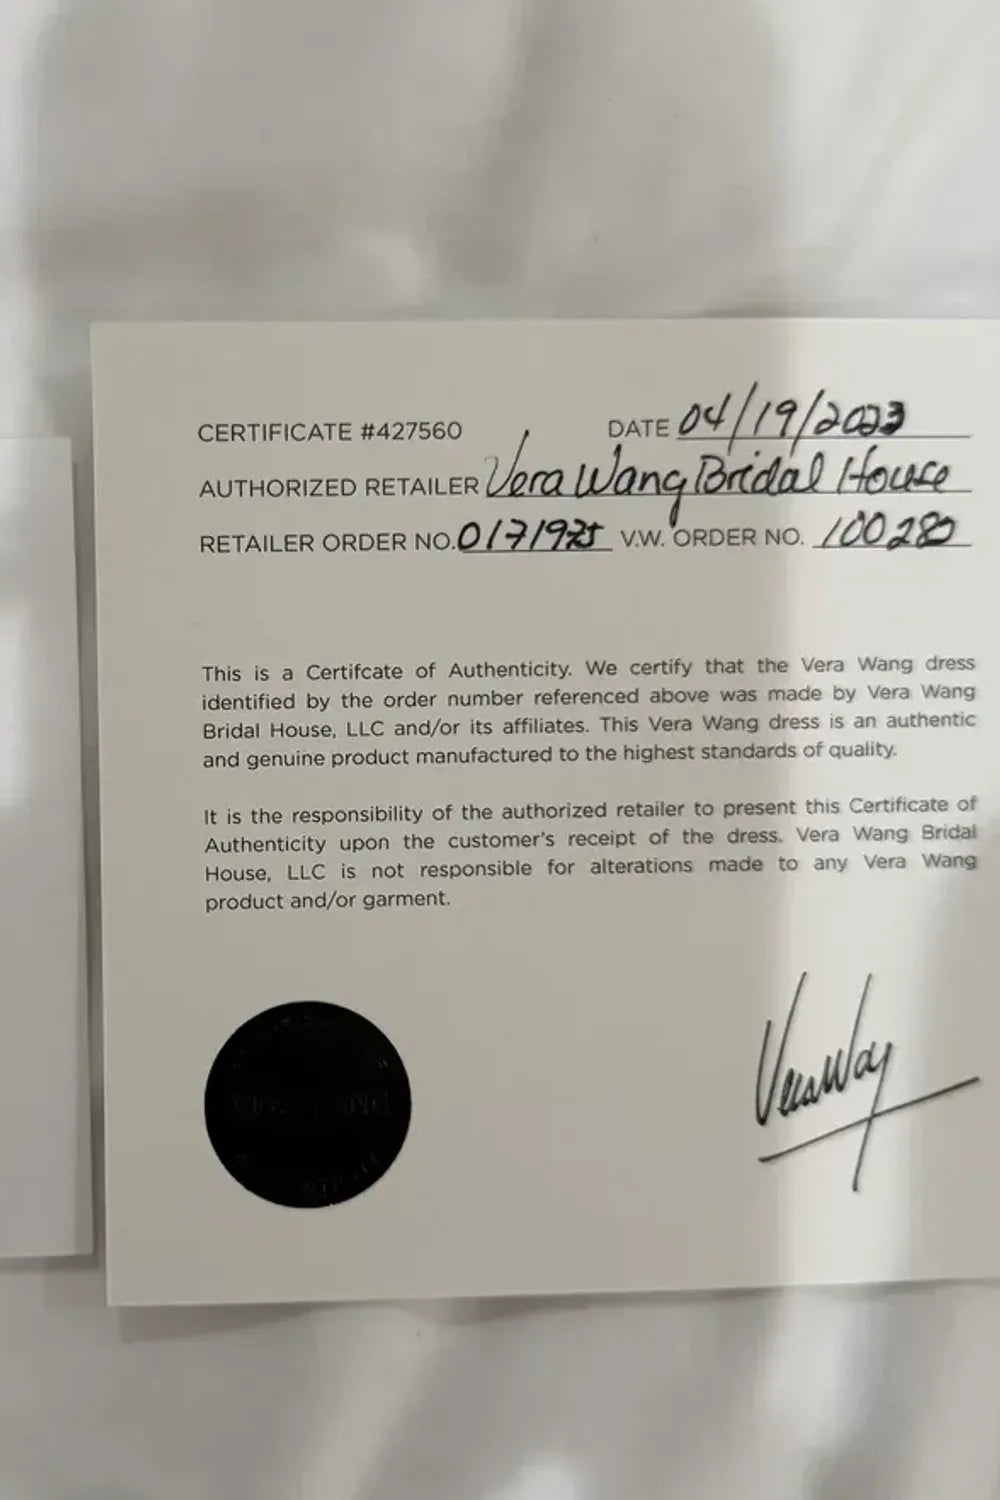 CERTIFICATE #427560 DATE 04/19/2023
AUTHORIZED RETAILER Vera Wang Bridal House
RETAILER ORDER NO. 0171925 V.W. ORDER NO. 100280
This is a Certifcate of Authenticity. We certify that the Vera Wang dress
identified by the order number referenced above was made by Vera Wang
Bridal House, LLC and/or its affiliates. This Vera Wang dress is an authentic
and genuine product manufactured to the highest standards of quality.
It is the responsibility of the authorized retailer to present this Certificate of
Authenticity upon the customer's receipt of the dress. Vera Wang Bridal
House, LLC is not responsible for alterations made to any Vera Wang
product and/or garment.
Vera Wang